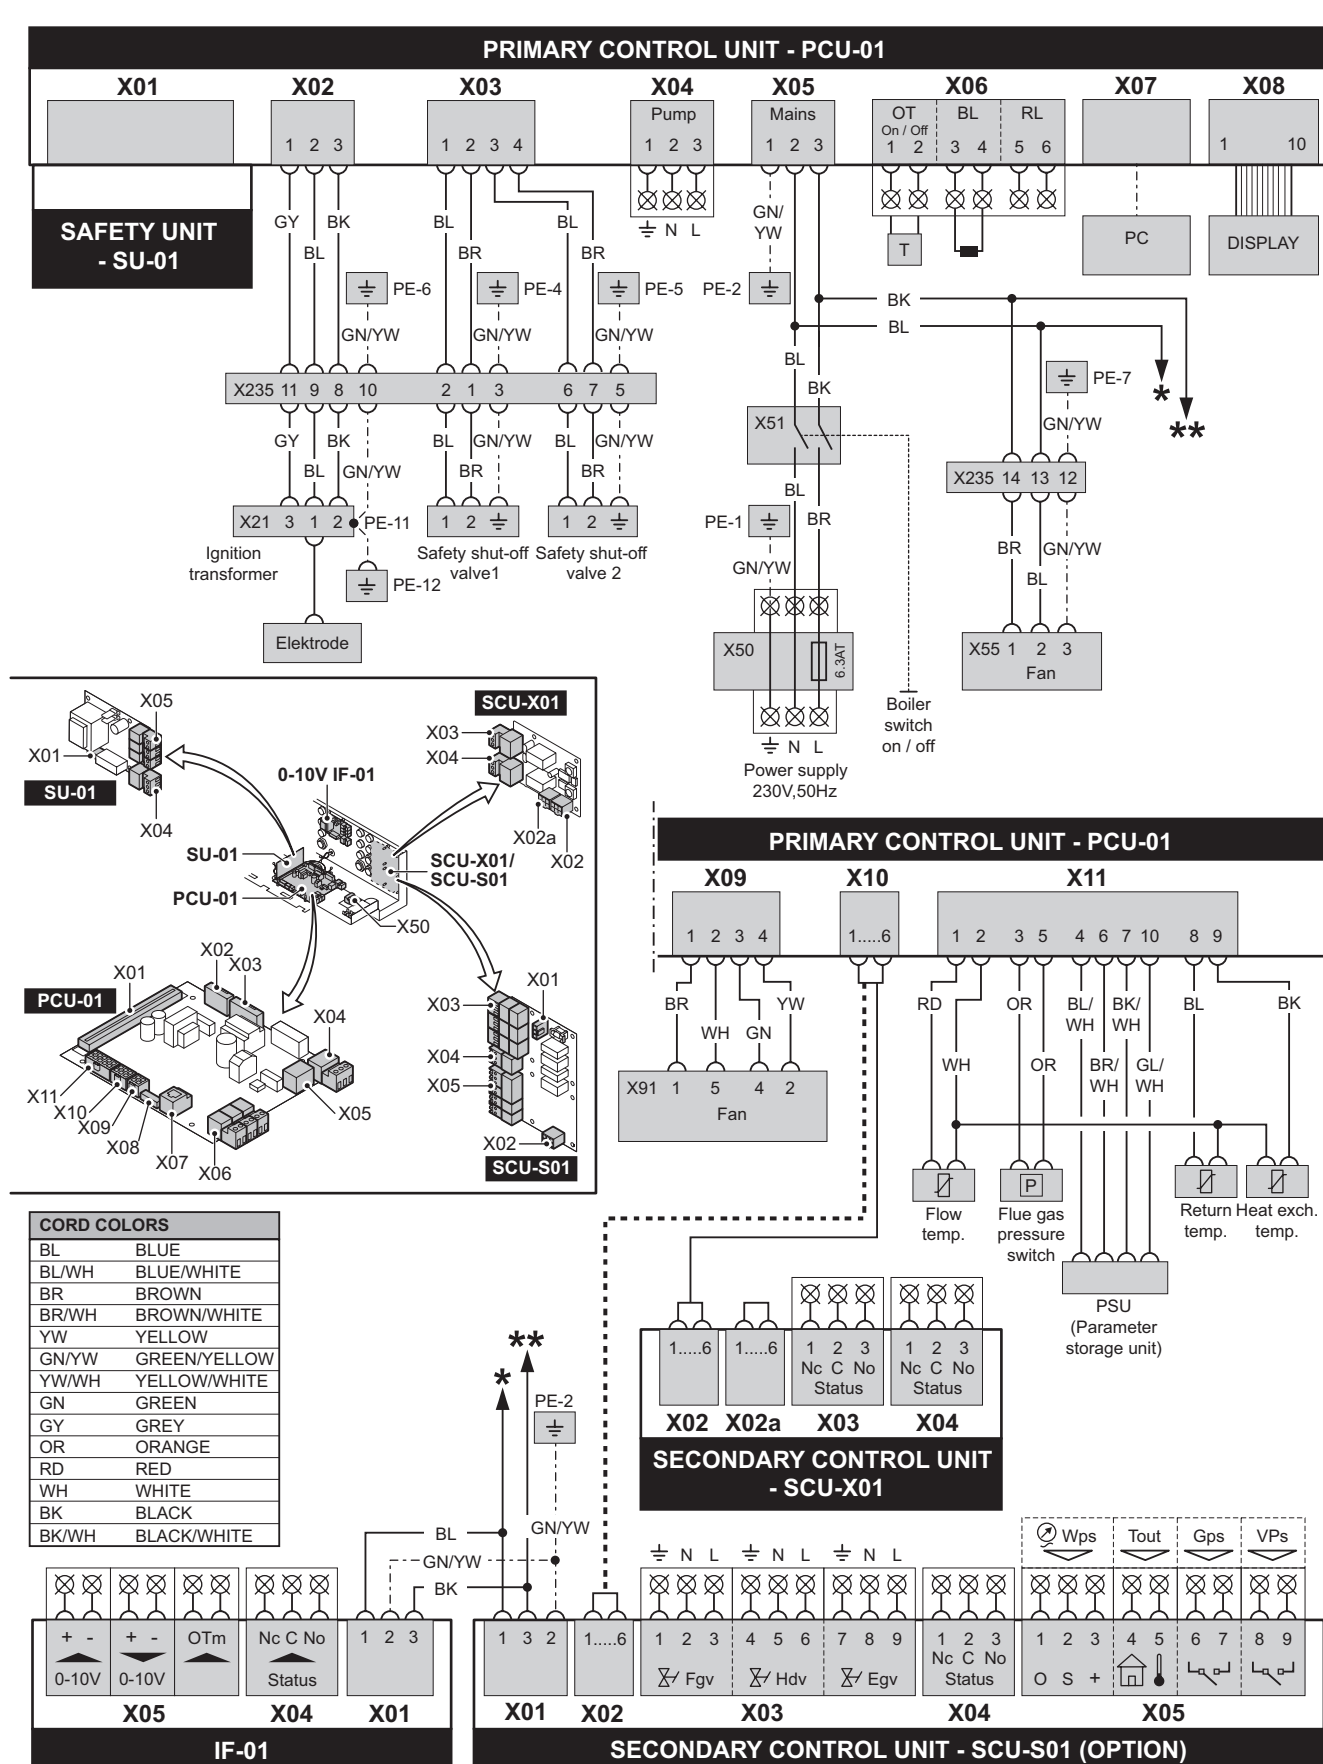 PRIMARY CONTROL UNIT - PCU-01
X01 X02 X03 X04 X05 X06 X07 X08
Pump Mains OT BL RL
On / Off
1 2 3 1 2 3 4 1 2 3 1 2 3 1 2 3 4 5 6 1 10
SAFETY UNIT
- SU-01
GY BK BL BL GN/
YW
N L
T PC DISPLAY
BL BR BR
PE-6 PE-4 PE-5 PE-2
BK
BL
GN/YW GN/YW GN/YW
BL
PE-7
BK
* **
X235 11 9 8 10 2 1 3 6 7 5
X51
GN/YW
GY BK BL GN/YW BL GN/YW
BL GN/YW BR BR
X235 14 13 12
BL
X21 3 1 2 PE-11 1 2 1 2
PE-1 BR
BR GN/YW
Ignition
transformer
Safety shut-off
valve1
Safety shut-off
valve 2
GN/YW
BL
PE-12
Elektrode
X50 6.3AT
X55 1 2 3
Fan
Boiler
switch
on / off
N L
Power supply
230V,50Hz
X05
X01
SU-01
X04
SCU-X01
X03
X04
X02a
X02
0-10V IF-01
SU-01
PCU-01
SCU-X01/
SCU-S01
X50
PCU-01
X01
X02
X03
X04
X05
X11
X10
X09
X08
X07
X06
X01
X03
X04
X05
X02
SCU-S01
PRIMARY CONTROL UNIT - PCU-01
X09 X10 X11
1 2 3 4 1.....6 1 2 3 5 4 6 7 10 8 9
BR YW RD OR BL/
WH BK/
WH BL BK
WH GN WH OR BR/
WH GL/
WH
X91 1 5 4 2
Fan
P
Flow
temp.
Flue gas
pressure
switch
Return
temp.
Heat exch.
temp.
PSU
(Parameter
storage unit)
CORD COLORS
BL BLUE
BL/WH BLUE/WHITE
BR BROWN
BR/WH BROWN/WHITE
YW YELLOW
GN/YW GREEN/YELLOW
YW/WH YELLOW/WHITE
GN GREEN
GY GREY
OR ORANGE
RD RED
WH WHITE
BK BLACK
BK/WH BLACK/WHITE
1.....6 1.....6 1 2 3 1 2 3
Nc C No Nc C No
Status Status
X02 X02a X03 X04
SECONDARY CONTROL UNIT
- SCU-X01
* **
PE-2
BL GN/YW
GN/YW
BK
+ - + - OTm Nc C No 1 2 3
0-10V 0-10V Status
X05 X04 X01
IF-01
N L N L N L
Wps Tout Gps VPs
1 3 2 1.....6 1 2 3 4 5 6 7 8 9 1 2 3 1 2 3 4 5 6 7 8 9
Nc C No
Fgv Hdv Egv Status O S +
X01 X02 X03 X04 X05
SECONDARY CONTROL UNIT - SCU-S01 (OPTION)